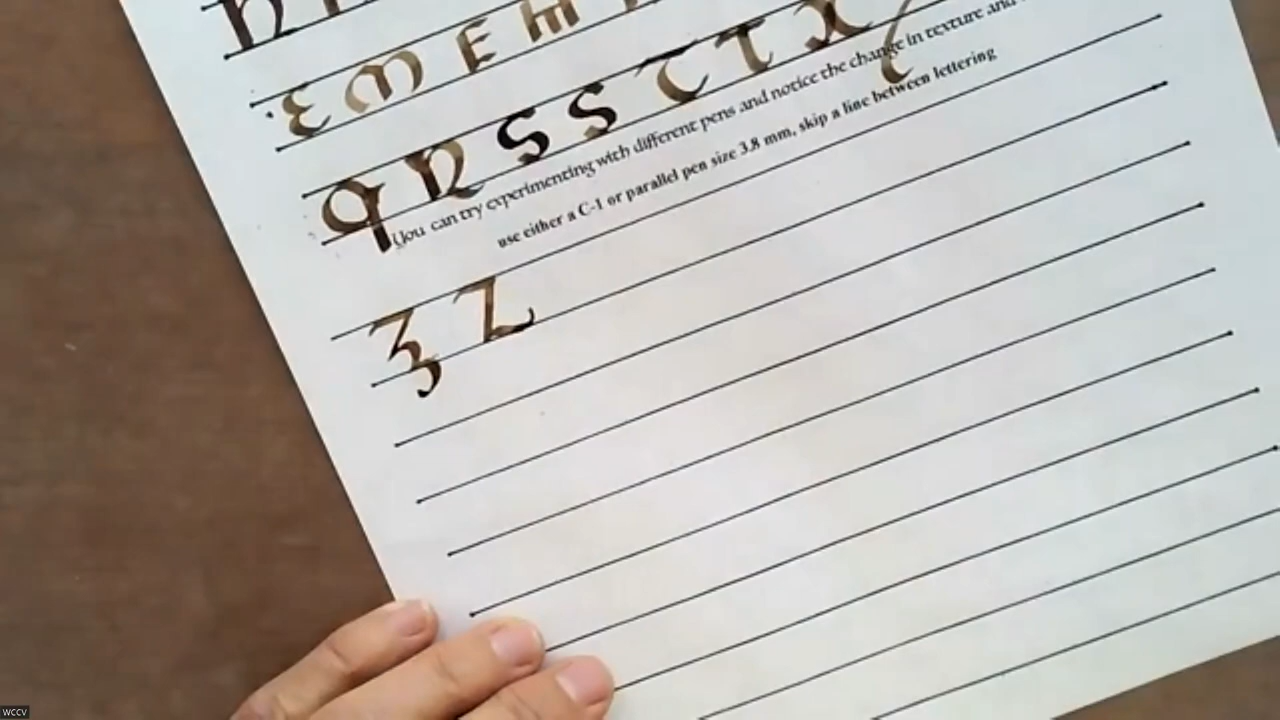 E M E M
q R S S T T X
You can try experimenting with different pens and notice the change in texture and
use either a C-1 or parallel pen size 3.8 mm, skip a line between lettering
Z Z
WCCV